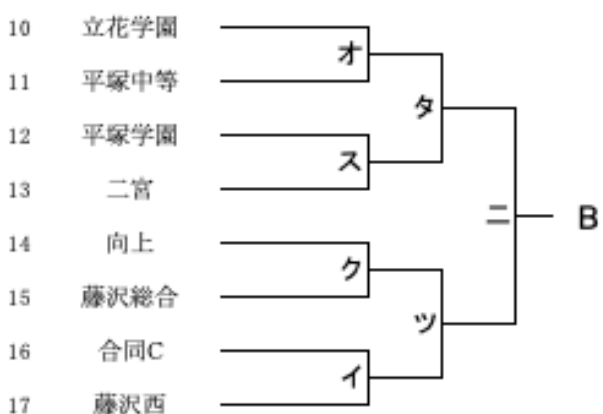 10 立花学園
オ
11 平塚中等
タ
12 平塚学園
ス
13 二宮
ニ B
14 向上
ク
15 藤沢総合
ツ
16 合同C
イ
17 藤沢西